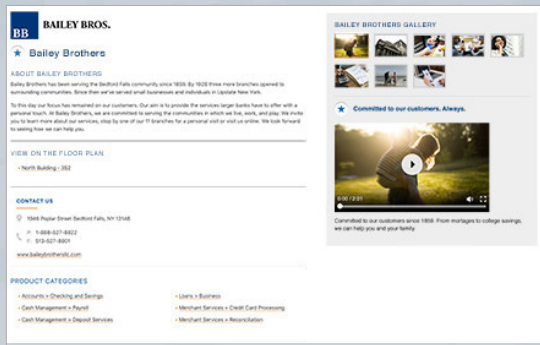 BB
BAILEY BROS.
Bailey Brothers
ABOUT BAILEY BROTHERS
Bailey Brothers has been serving the Bedford Falls community since 1859. By 1928 three more branches opened to
surrounding communities. Since then we've served small businesses and individuals in Upstate New York.
To this day our focus has remained on our customers. Our aim is to provide the services larger banks have to offer with a
personal touch. At Bailey Brothers, we are committed to serving the communities in which we live, work, and play. We invite
you to learn more about our services, stop by one of our 11 branches for a personal visit or visit us online. We look forward
to seeing how we can help you.
VIEW ON THE FLOOR PLAN
• North Building - 352
CONTACT US
1946 Poplar Street Bedford Falls, NY 13148
P: 1-888-527-8922
F: 513-527-8901
www.baileybrothersllc.com
PRODUCT CATEGORIES
• Accounts > Checking and Savings
• Cash Management > Payroll
• Cash Management > Deposit Services
• Loans > Business
• Merchant Services > Credit Card Processing
• Merchant Services > Reconciliation
BAILEY BROTHERS GALLERY
Committed to our customers. Always.
0:00 / 2:01
Committed to our customers since 1859. From mortages to college savings,
we can help you and your family.